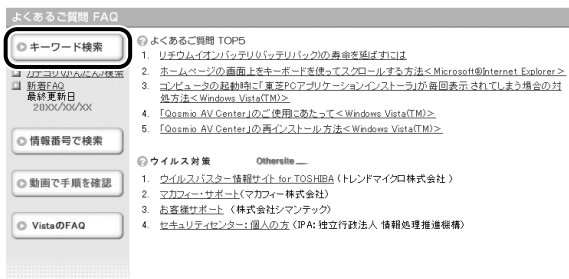 よくあるご質問 FAQ
キーワード検索
カテゴリ(かんたん)検索
新着FAQ
最終更新日
20XX/XX/XX
情報番号で検索
動画で手順を確認
VistaのFAQ
よくあるご質問 TOP5
1. リチウムイオンバッテリ(バッテリパック)の寿命を延ばすには
2. ホームページの画面上をキーボードを使ってスクロールする方法<Microsoft®Internet Explorer>
3. コンピュータの起動時に「東芝PCアプリケーションインストーラ」が毎回表示されてしまう場合の対
処方法<Windows Vista(TM)>
4. 「Qosmio AV Center」のご使用にあたって<Windows Vista(TM)>
5. 「Qosmio AV Center」の再インストール方法<Windows Vista(TM)>
ウイルス対策 Othersite
1. ウイルスバスター情報サイト for TOSHIBA (トレンドマイクロ株式会社)
2. マカフィー・サポート(マカフィー株式会社)
3. お客様サポート (株式会社シマンテック)
4. セキュリティセンター:個人の方 (IPA:独立行政法人 情報処理推進機構)